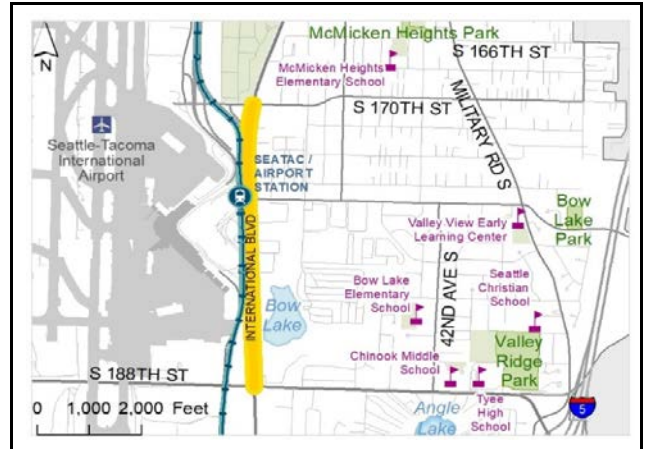 McMicken Heights Park
S 166TH ST
N
McMicken Heights
Elementary School
S 170TH ST
MILITARY RD S
Seattle-Tacoma
International
Airport
SEATAC /
AIRPORT
STATION
INTERNATIONAL BLVD
Valley View Early
Learning Center
Bow
Lake
Park
Bow Lake
Elementary
School
42ND AVE S
Seattle
Christian
School
Bow
Lake
Chinook Middle
School
Valley
Ridge
Park
S 188TH ST
0 1,000 2,000 Feet
Angle
Lake
Tyee
High
School
5